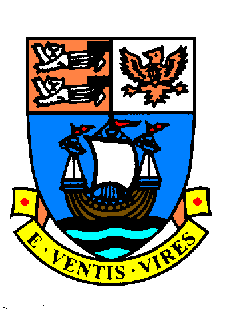 E · VENTIS · VIRES